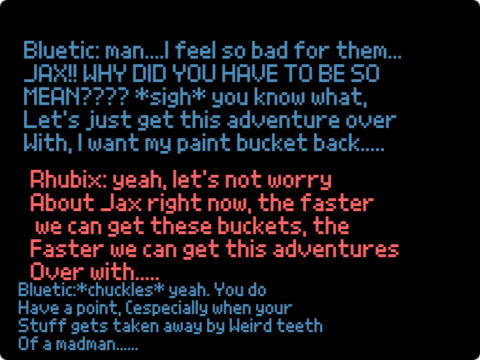 Bluetic: man....I feel so bad for them...
JAX!! WHY DID YOU HAVE TO BE SO
MEAN???? *sigh* you know what,
Let's just get this adventure over
With, I want my paint bucket back.....
Rhubix: yeah, let's not worry
About Jax right now, the faster
we can get these buckets, the
Faster we can get this adventures
Over with.....
Bluetic:*chuckles* yeah. You do
Have a point, (especially when your
Stuff gets taken away by Weird teeth
Of a madman......